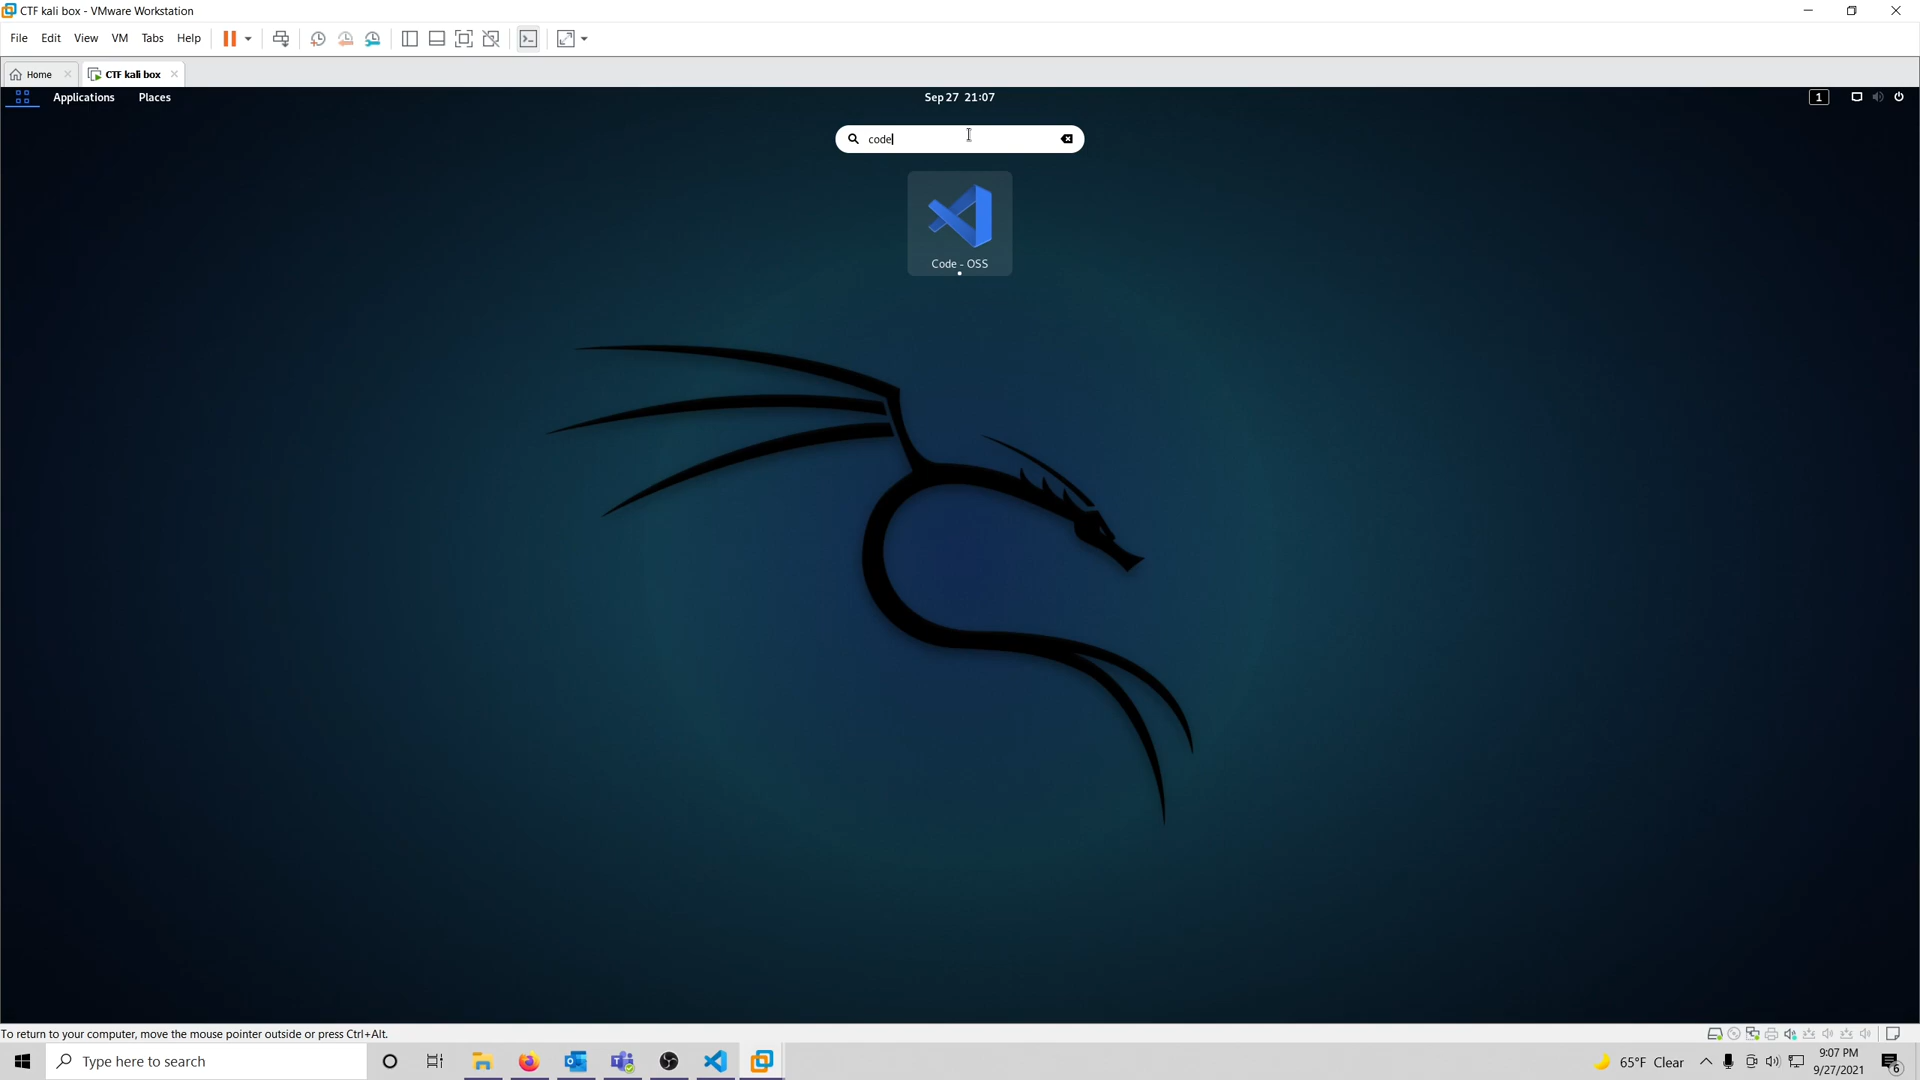 CTF kali box - VMware Workstation
File Edit View VM Tabs Help
Home CTF kali box
Applications Places Sep 27 21:07 1
code
Code - OSS
To return to your computer, move the mouse pointer outside or press Ctrl+Alt.
Type here to search 65°F Clear 9:07 PM
9/27/2021 6